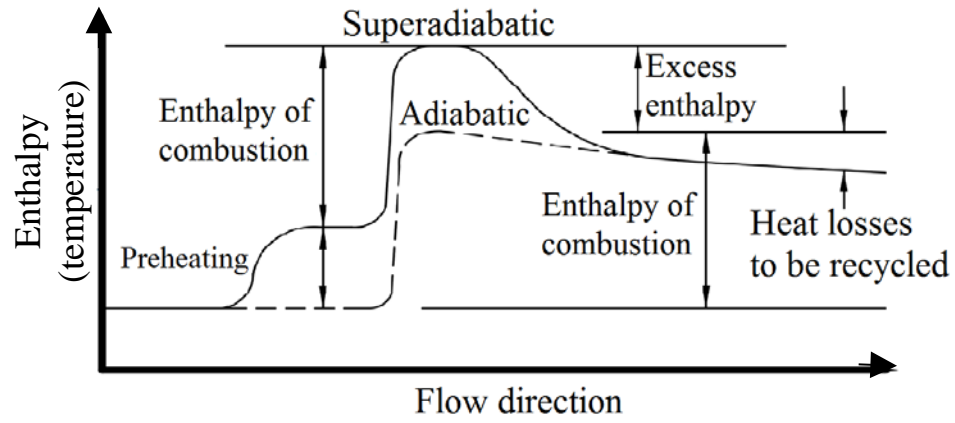 Superadiabatic
Excess
enthalpy
Enthalpy of
combustion
Adiabatic
Enthalpy
(temperature)
Preheating
Enthalpy of
combustion
Heat losses
to be recycled
Flow direction